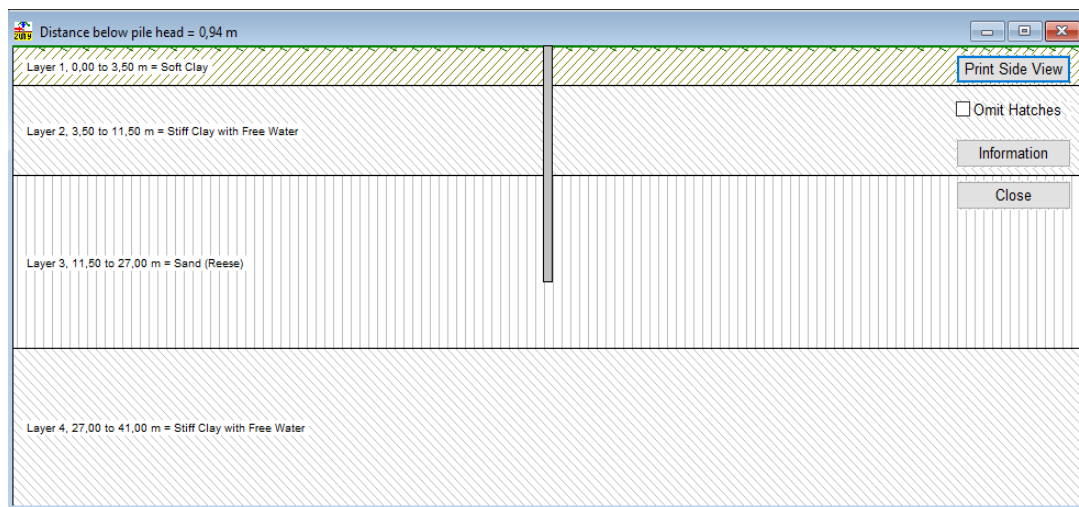 2019
Distance below pile head = 0,94 m
Layer 1, 0,00 to 3,50 m = Soft Clay
Print Side View
Omit Hatches
Layer 2, 3,50 to 11,50 m = Stiff Clay with Free Water
Information
Close
Layer 3, 11,50 to 27,00 m = Sand (Reese)
Layer 4, 27,00 to 41,00 m = Stiff Clay with Free Water